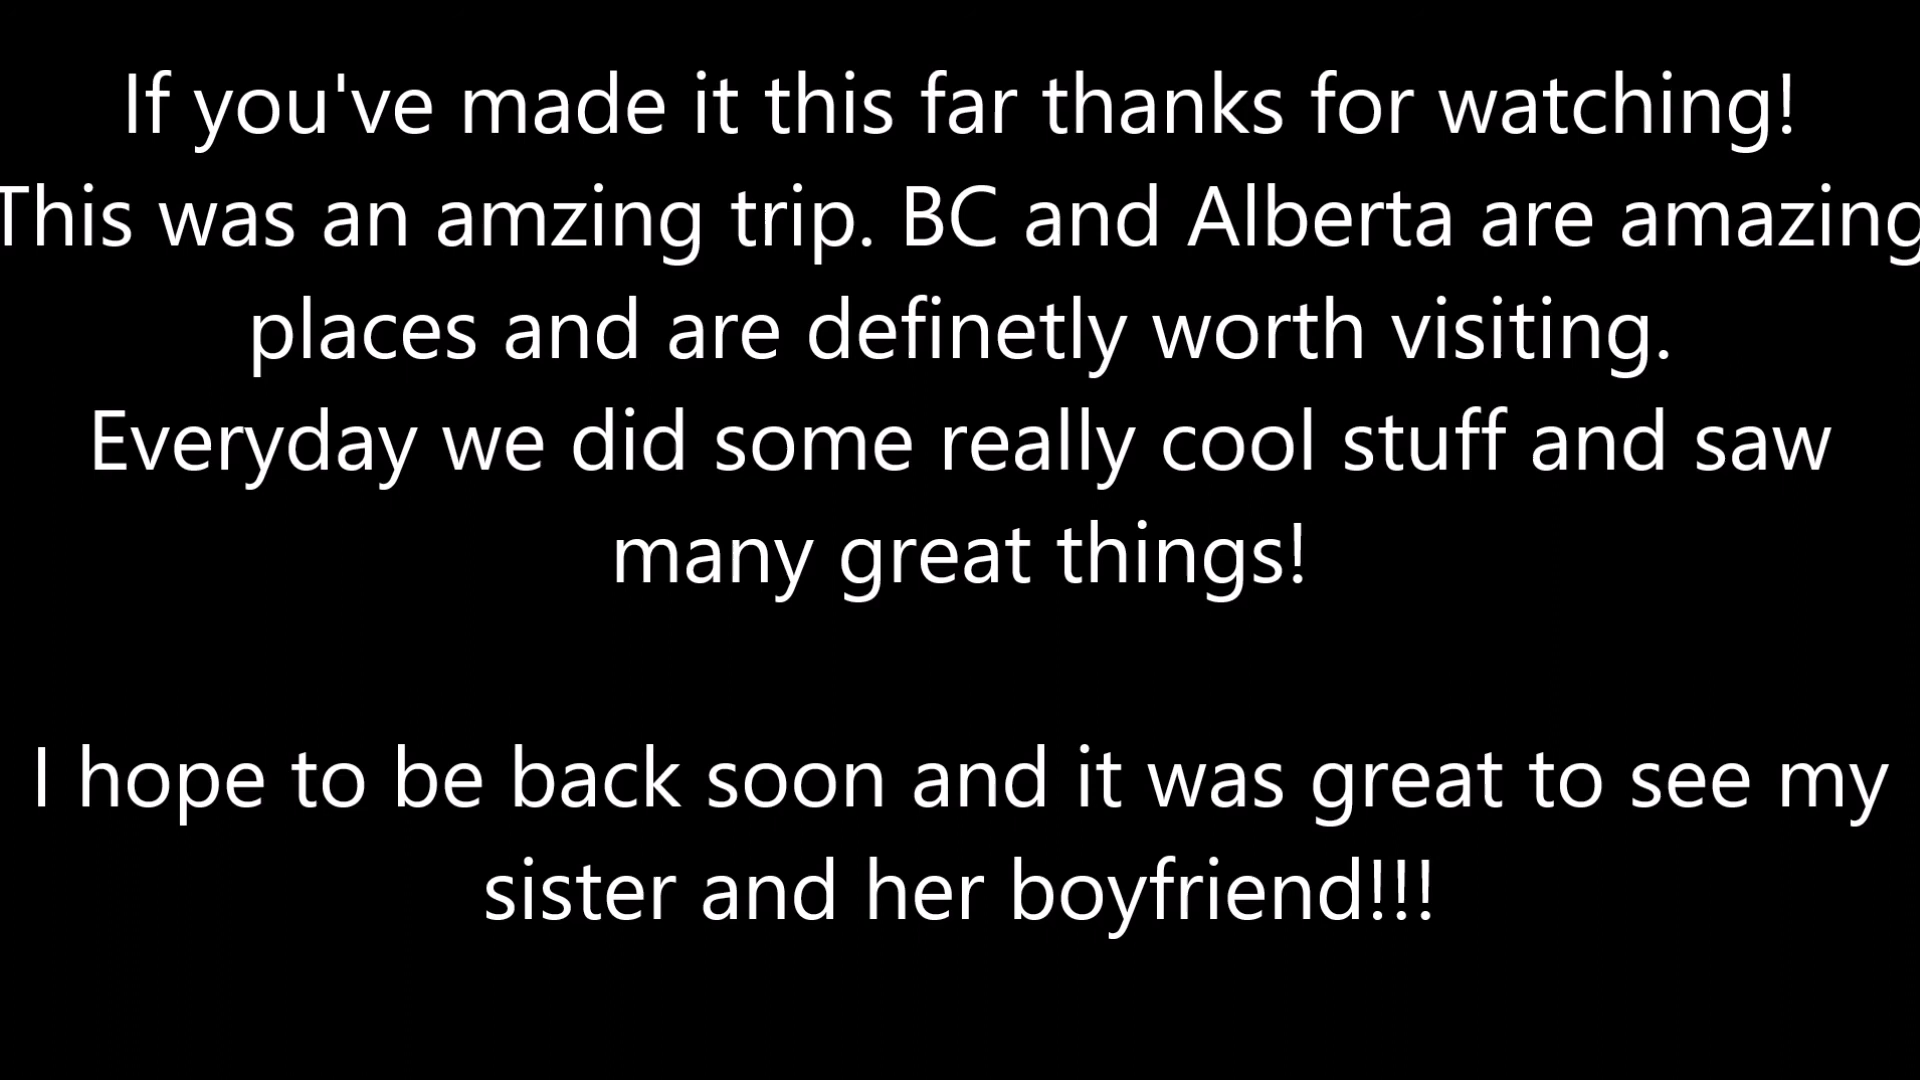 If you've made it this far thanks for watching!
This was an amzing trip. BC and Alberta are amazing
places and are definetly worth visiting.
Everyday we did some really cool stuff and saw
many great things!
I hope to be back soon and it was great to see my
sister and her boyfriend!!!